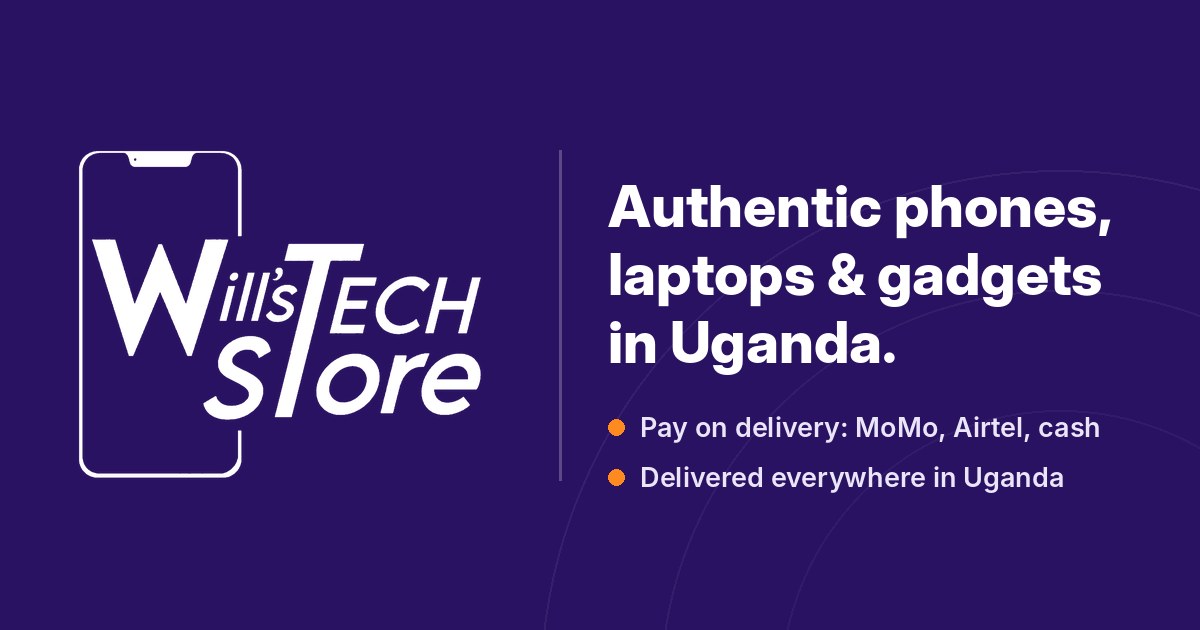 Will's TECH
Store
Authentic phones,
laptops & gadgets
in Uganda.
Pay on delivery: MoMo, Airtel, cash
Delivered everywhere in Uganda